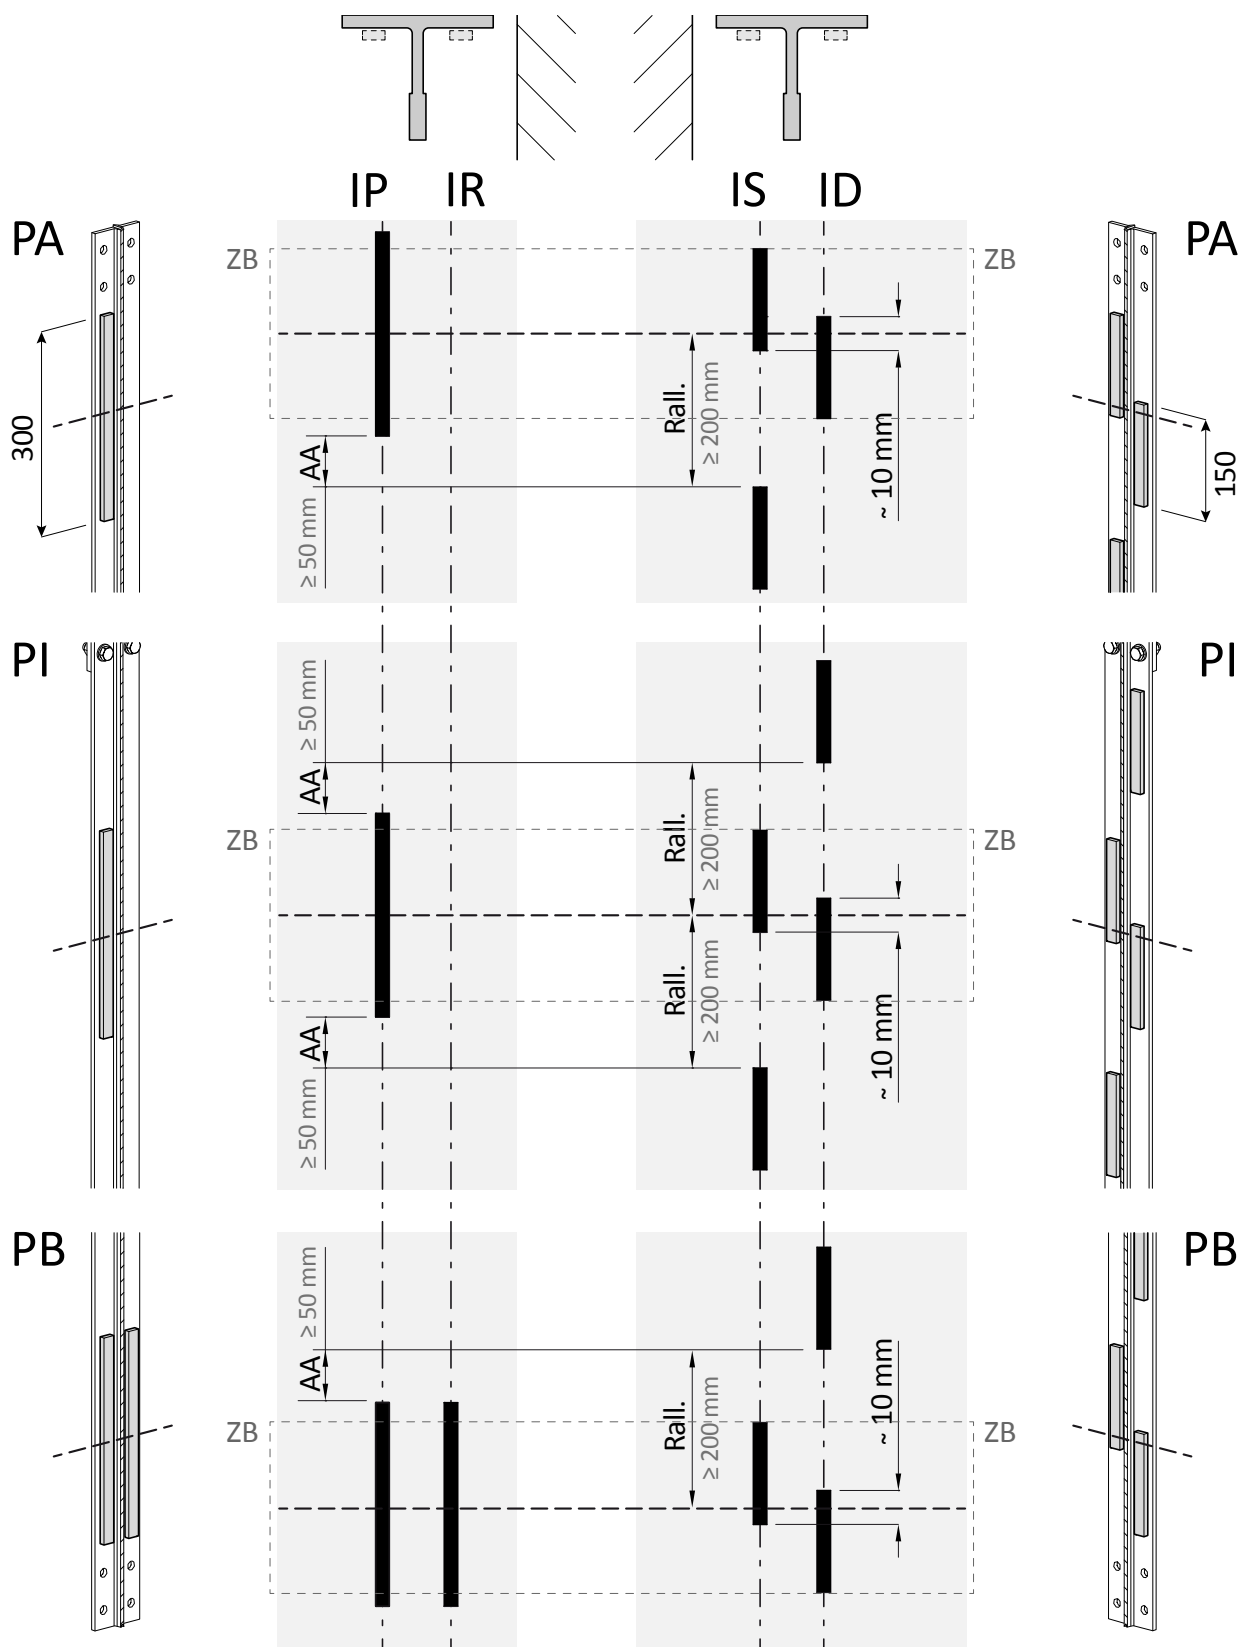 IP IR IS ID
PA PA
ZB ZB
300
Rall.
≥ 200 mm
AA
≥ 50 mm
~ 10 mm
150
PI PI
≥ 50 mm
AA
ZB ZB
Rall.
≥ 200 mm
Rall.
≥ 200 mm
AA
≥ 50 mm
~ 10 mm
PB PB
≥ 50 mm
AA
ZB ZB
Rall.
≥ 200 mm
~ 10 mm